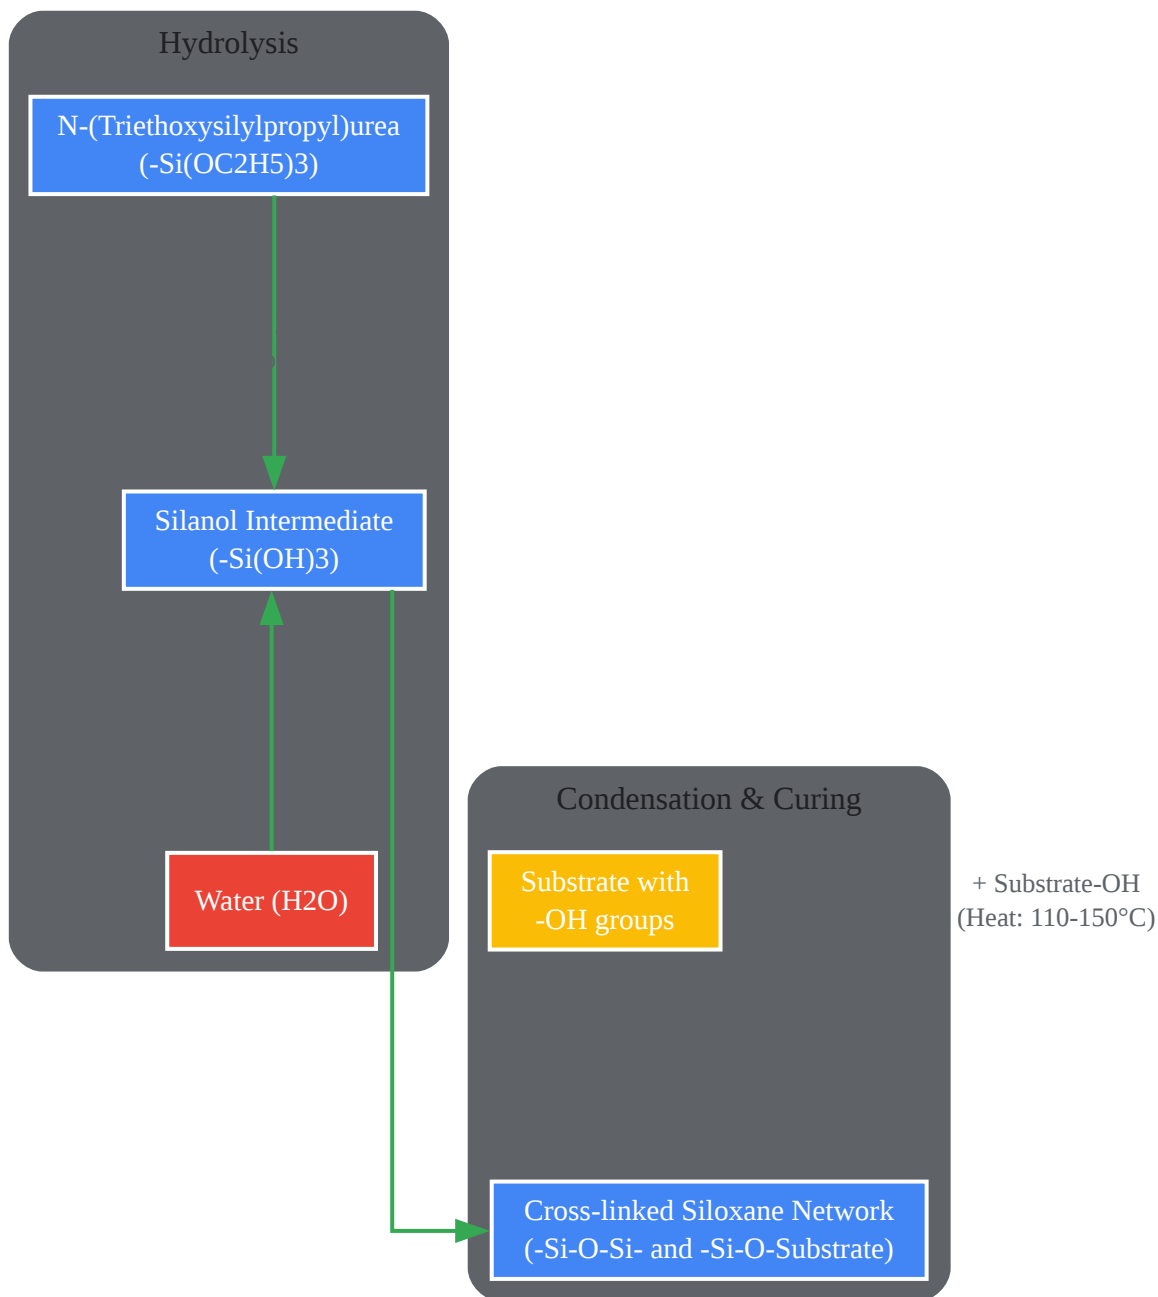 Hydrolysis
N-(Triethoxysilylpropyl)urea
(-Si(OC2H5)3)
Silanol Intermediate
(-Si(OH)3)
Water (H2O)
Condensation & Curing
Substrate with
-OH groups
+ Substrate-OH
(Heat: 110-150°C)
Cross-linked Siloxane Network
(-Si-O-Si- and -Si-O-Substrate)